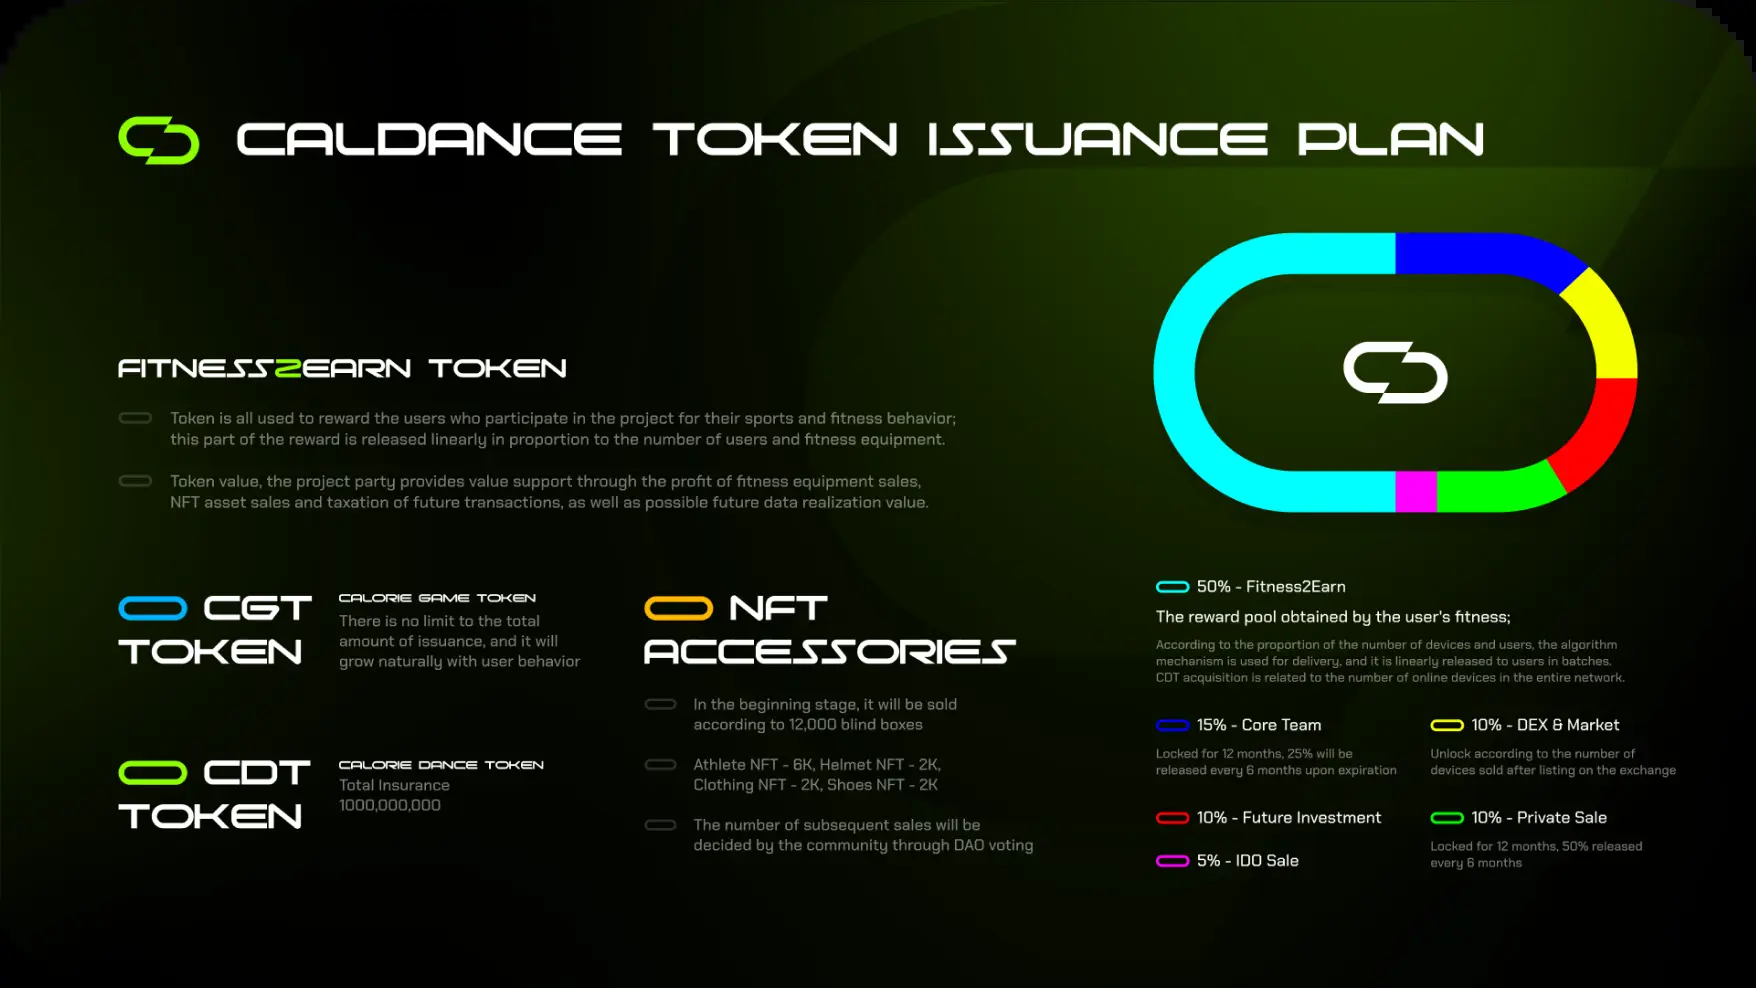 CALDANCE TOKEN ISSUANCE PLAN
FITNESS2EARN TOKEN
Token is all used to reward the users who participate in the project for their sports and fitness behavior;
this part of the reward is released linearly in proportion to the number of users and fitness equipment.
Token value, the project party provides value support through the profit of fitness equipment sales,
NFT asset sales and taxation of future transactions, as well as possible future data realization value.
CGT
TOKEN
CALORIE GAME TOKEN
There is no limit to the total
amount of issuance, and it will
grow naturally with user behavior
CDT
TOKEN
CALORIE DANCE TOKEN
Total Insurance
1000,000,000
NFT
ACCESSORIES
In the beginning stage, it will be sold
according to 12,000 blind boxes
Athlete NFT - 6K, Helmet NFT - 2K,
Clothing NFT - 2K, Shoes NFT - 2K
The number of subsequent sales will be
decided by the community through DAO voting
50% - Fitness2Earn
The reward pool obtained by the user's fitness;
According to the proportion of the number of devices and users, the algorithm
mechanism is used for delivery, and it is linearly released to users in batches.
CDT acquisition is related to the number of online devices in the entire network.
15% - Core Team
Locked for 12 months, 25% will be
released every 6 months upon expiration
10% - DEX & Market
Unlock according to the number of
devices sold after listing on the exchange
10% - Future Investment
10% - Private Sale
Locked for 12 months, 50% released
every 6 months
5% - IDO Sale